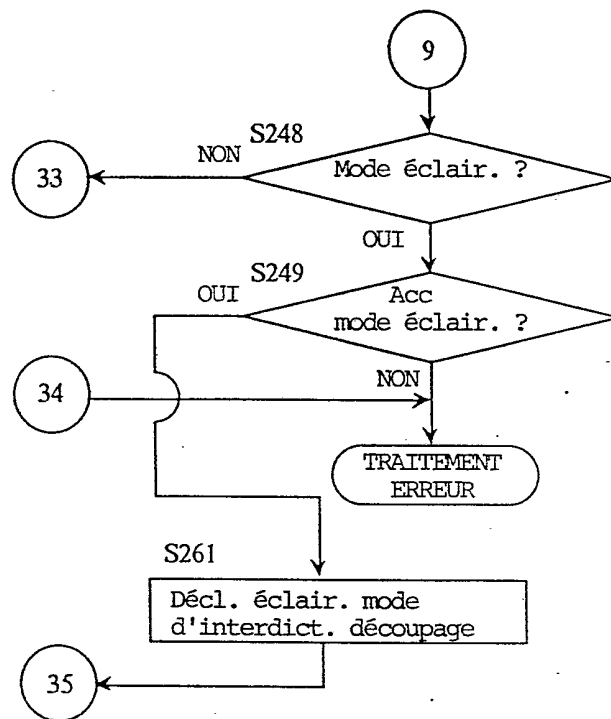 9
S248
NON
33
Mode éclair. ?
OUI
S249
OUI
Acc
mode éclair. ?
NON
34
TRAITEMENT
ERREUR
S261
Décl. éclair. mode
d'interdict. découpage
35